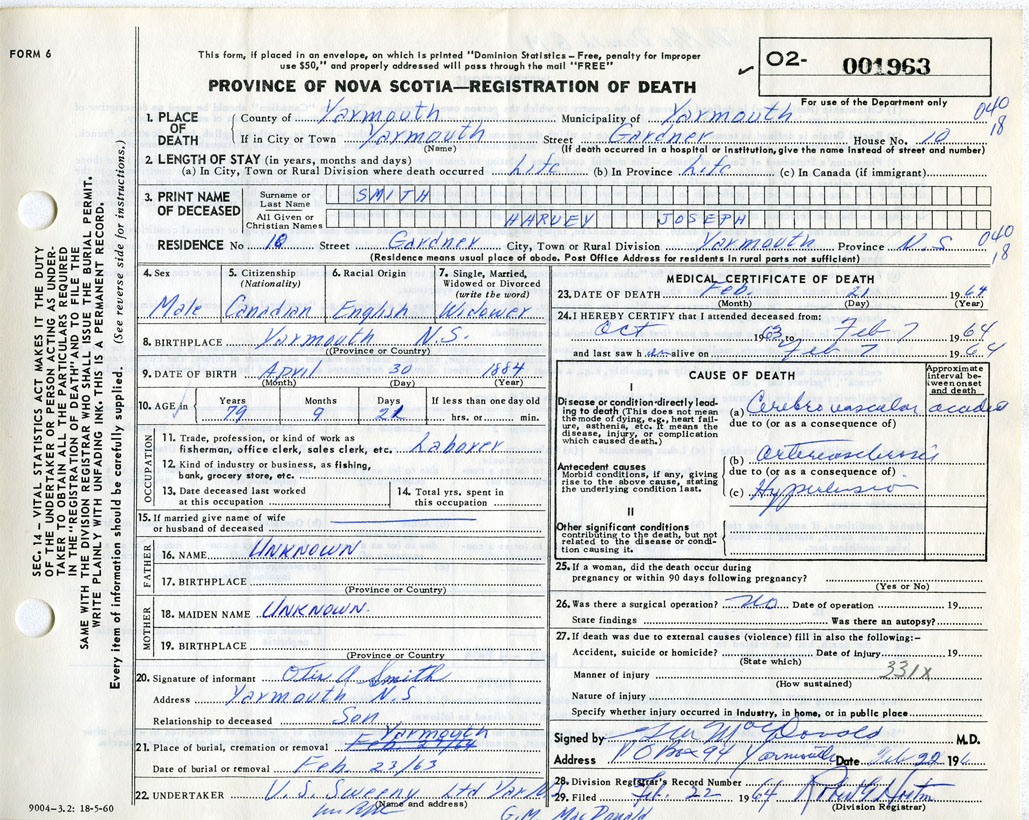 FORM 6
This form, if placed in an envelope, on which is printed "Dominion Statistics – Free, penalty for improper
use $50," and properly addressed will pass through the mail "FREE"
PROVINCE OF NOVA SCOTIA—REGISTRATION OF DEATH
✓ O2- 001963
For use of the Department only
040
18
1. PLACE OF DEATH
County of Yarmouth Municipality of Yarmouth
If in City or Town Yarmouth Street Gardner House No. 10
(Name) (If death occurred in a hospital or institution, give the name instead of street and number)
2. LENGTH OF STAY (in years, months and days)
(a) In City, Town or Rural Division where death occurred Life (b) In Province Life (c) In Canada (if immigrant)
3. PRINT NAME OF DECEASED
Surname or Last Name SMITH
All Given or Christian Names HARVEY JOSEPH
RESIDENCE No 10 Street Gardner City, Town or Rural Division Yarmouth Province N.S
040
18
(Residence means usual place of abode. Post Office Address for residents in rural parts not sufficient)
4. Sex Male
5. Citizenship (Nationality) Canadian
6. Racial Origin English
7. Single, Married, Widowed or Divorced (write the word) Widower
8. BIRTHPLACE Yarmouth N.S.
(Province or Country)
9. DATE OF BIRTH April 30 1884
(Month) (Day) (Year)
10. AGE Years 79 Months 9 Days 21 If less than one day old hrs. or min.
OCCUPATION
11. Trade, profession, or kind of work as
fisherman, office clerk, sales clerk, etc. Laborer
12. Kind of industry or business, as fishing,
bank, grocery store, etc.
13. Date deceased last worked
at this occupation
14. Total yrs. spent in
this occupation
15. If married give name of wife
or husband of deceased
FATHER
16. NAME UNKNOWN
17. BIRTHPLACE
(Province or Country)
MOTHER
18. MAIDEN NAME UNKNOWN.
19. BIRTHPLACE
(Province or Country)
20. Signature of informant Otis A Smith
Address Yarmouth N.S
Relationship to deceased Son
21. Place of burial, cremation or removal Yarmouth
Feb 23/64
Date of burial or removal Feb. 23/63
22. UNDERTAKER V.S. Sweeny Ltd Yar N
(Name and address)
G. M. MacDonald
MEDICAL CERTIFICATE OF DEATH
23. DATE OF DEATH Feb. 21 1964
(Month) (Day) (Year)
24. I HEREBY CERTIFY that I attended deceased from:
Oct 1963 to Feb 7 1964
and last saw him alive on Feb 7 1964
CAUSE OF DEATH
Approximate interval between onset and death
I
Disease or condition directly leading
to death (This does not mean
the mode of dying, e.g., heart failure,
asthenia, etc. It means the
disease, injury, or complication
which caused death.)
(a) Cerebrovascular accident
due to (or as a consequence of)
Antecedent causes
Morbid conditions, if any, giving
rise to the above cause, stating
the underlying condition last.
(b) Arteriosclerosis
due to (or as a consequence of)
(c) Hypertension
II
Other significant conditions
contributing to the death, but not
related to the disease or condition
causing it.
25. If a woman, did the death occur during
pregnancy or within 90 days following pregnancy?
(Yes or No)
26. Was there a surgical operation? No Date of operation 19
State findings Was there an autopsy?
27. If death was due to external causes (violence) fill in also the following:–
Accident, suicide or homicide? Date of injury 19
(State which)
Manner of injury 331X
(How sustained)
Nature of injury
Specify whether injury occurred in industry, in home, or in public place
Signed by G M MacDonald M.D.
Address PO Box 94 Yarmouth Date Feb 22 196
28. Division Registrar's Record Number 64
29. Filed Feb. 22 1964
(Division Registrar)
SEC. 14 – VITAL STATISTICS ACT MAKES IT THE DUTY
OF THE UNDERTAKER OR PERSON ACTING AS UNDERTAKER
TO OBTAIN ALL THE PARTICULARS REQUIRED
IN THE "REGISTRATION OF DEATH" AND TO FILE THE
SAME WITH THE DIVISION REGISTRAR WHO SHALL ISSUE THE BURIAL PERMIT.
WRITE PLAINLY WITH UNFADING INK. THIS IS A PERMANENT RECORD.
Every item of information should be carefully supplied. (See reverse side for instructions.)
9004-3.2: 18-5-60